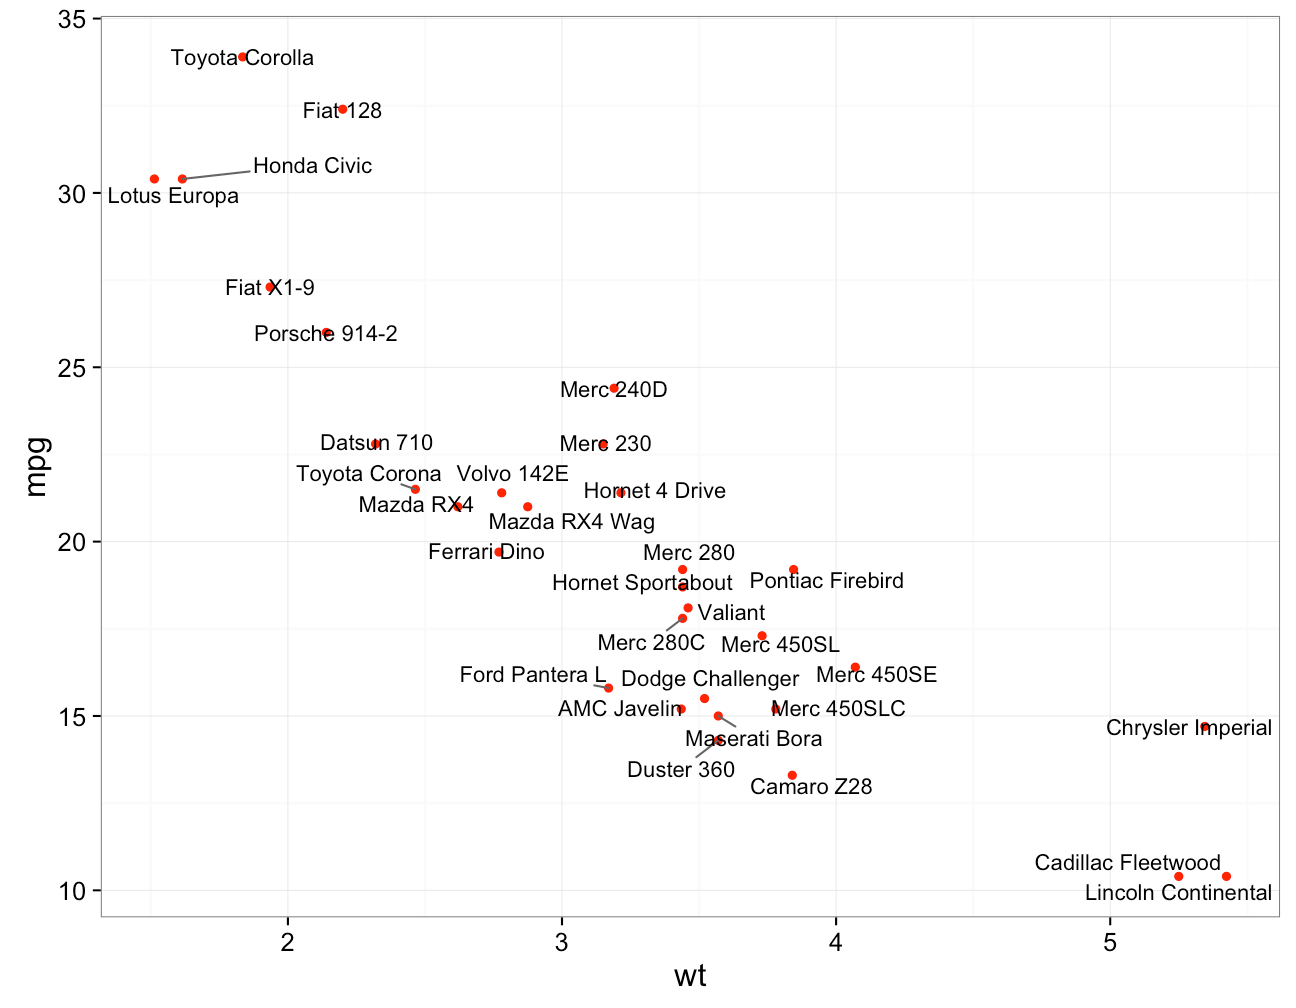 35
Toyota Corolla
Fiat 128
Honda Civic
30
Lotus Europa
Fiat X1-9
Porsche 914-2
25
Merc 240D
Datsun 710
Merc 230
mpg
Toyota Corona
Volvo 142E
Hornet 4 Drive
Mazda RX4
Mazda RX4 Wag
20
Ferrari Dino
Merc 280
Hornet Sportabout
Pontiac Firebird
Valiant
Merc 280C
Merc 450SL
Ford Pantera L
Dodge Challenger
Merc 450SE
15
AMC Javelin
Merc 450SLC
Chrysler Imperial
Maserati Bora
Duster 360
Camaro Z28
Cadillac Fleetwood
10
Lincoln Continental
2
3
4
5
wt